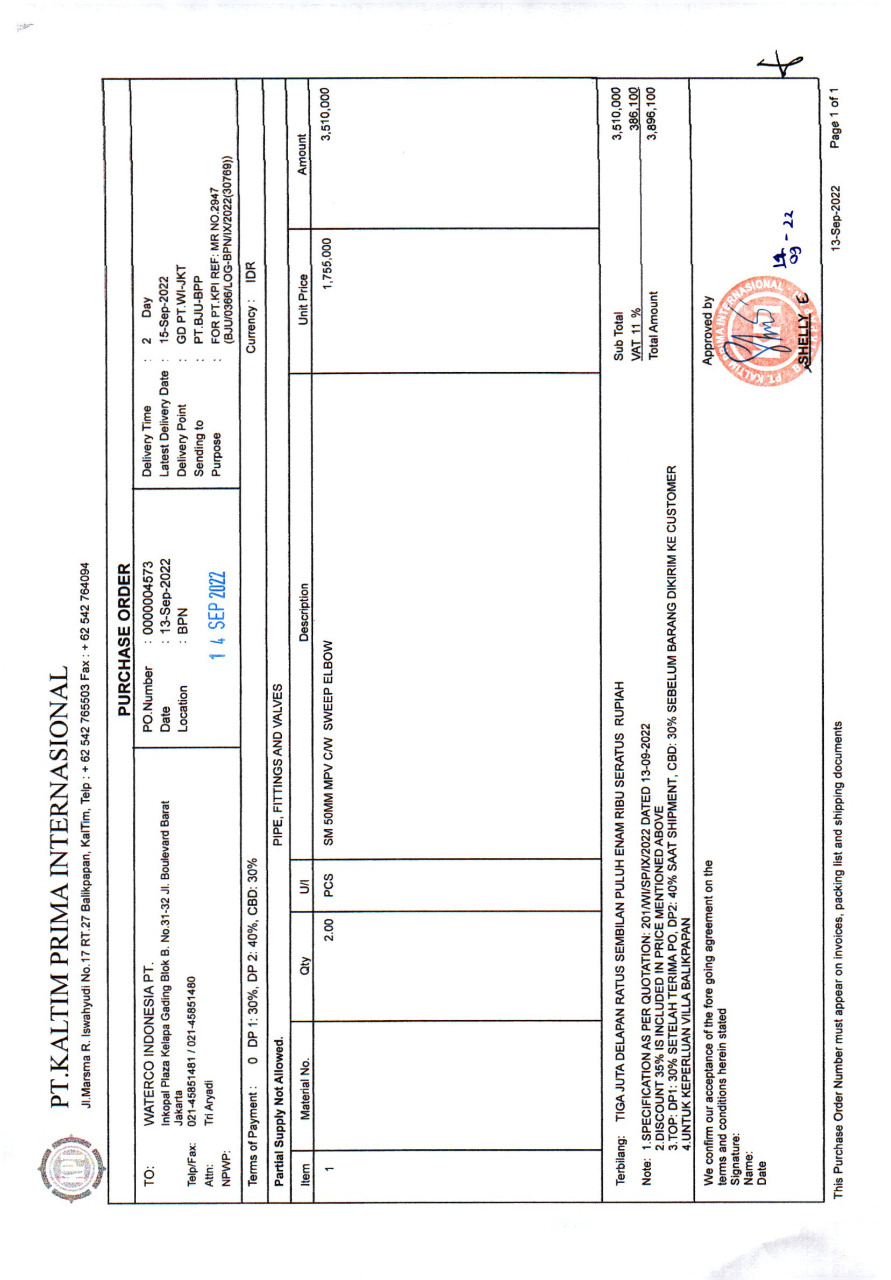 PT.KALTIM PRIMA INTERNASIONAL
Jl.Marsma R. Iswahyudi No.17 RT.27 Balikpapan, KalTim, Telp : + 62 542 765503 Fax : + 62 542 764094
PURCHASE ORDER
TO: WATERCO INDONESIA PT.
Inkopal Plaza Kelapa Gading Blok B. No.31-32 Jl. Boulevard Barat
Jakarta
Telp/Fax: 021-45851481 / 021-45851480
Attn: Tri Aryadi
NPWP:
PO.Number : 0000004573
Date : 13-Sep-2022
Location : BPN
14 SEP 2022
Delivery Time : 2 Day
Latest Delivery Date : 15-Sep-2022
Delivery Point : GD PT.WI-JKT
Sending to : PT.BJU-BPP
Purpose : FOR PT.KPI REF: MR NO.2947
(BJU/0366/LOG-BPN/IX/2022(30769))
Terms of Payment : 0 DP 1: 30%, DP 2: 40%, CBD: 30% Currency : IDR
Partial Supply Not Allowed. PIPE, FITTINGS AND VALVES
Item Material No. Qty U/I Description Unit Price Amount
1 2.00 PCS SM 50MM MPV C/W SWEEP ELBOW 1,755,000 3,510,000
Terbilang: TIGA JUTA DELAPAN RATUS SEMBILAN PULUH ENAM RIBU SERATUS RUPIAH
Sub Total 3,510,000
VAT 11 % 386,100
Total Amount 3,896,100
Note: 1.SPECIFICATION AS PER QUOTATION: 201/WI/SP/IX/2022 DATED 13-09-2022
2.DISCOUNT 35% IS INCLUDED IN PRICE MENTIONED ABOVE
3.TOP: DP1: 30% SETELAH TERIMA PO, DP2: 40% SAAT SHIPMENT, CBD: 30% SEBELUM BARANG DIKIRIM KE CUSTOMER
4.UNTUK KEPERLUAN VILLA BALIKPAPAN
We confirm our acceptance of the fore going agreement on the
terms and conditions herein stated
Signature:
Name:
Date
Approved by
PT. KALTIM PRIMA INTERNASIONAL
SHELLY E
09 - 22
This Purchase Order Number must appear on invoices, packing list and shipping documents
13-Sep-2022 Page 1 of 1